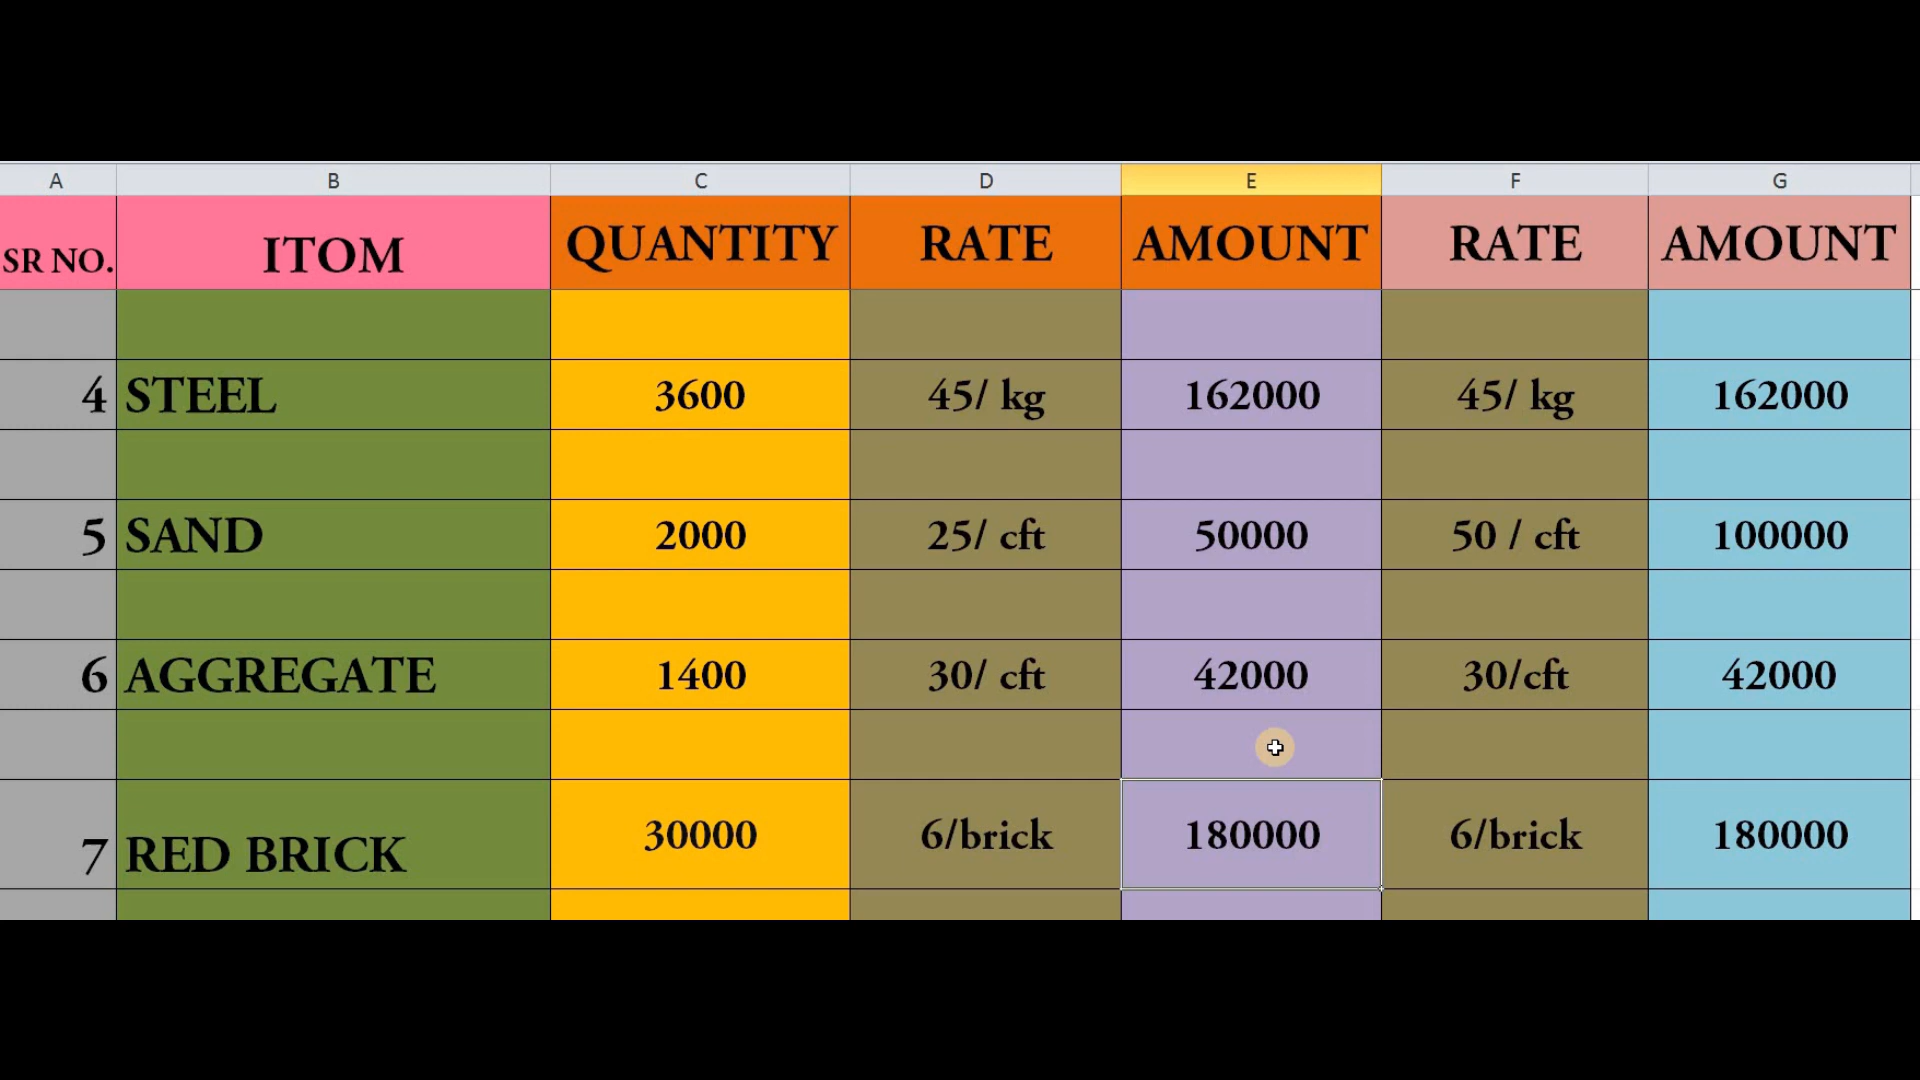 A B C D E F G
SR NO. ITOM QUANTITY RATE AMOUNT RATE AMOUNT
4 STEEL 3600 45/ kg 162000 45/ kg 162000
5 SAND 2000 25/ cft 50000 50 / cft 100000
6 AGGREGATE 1400 30/ cft 42000 30/cft 42000
7 RED BRICK 30000 6/brick 180000 6/brick 180000